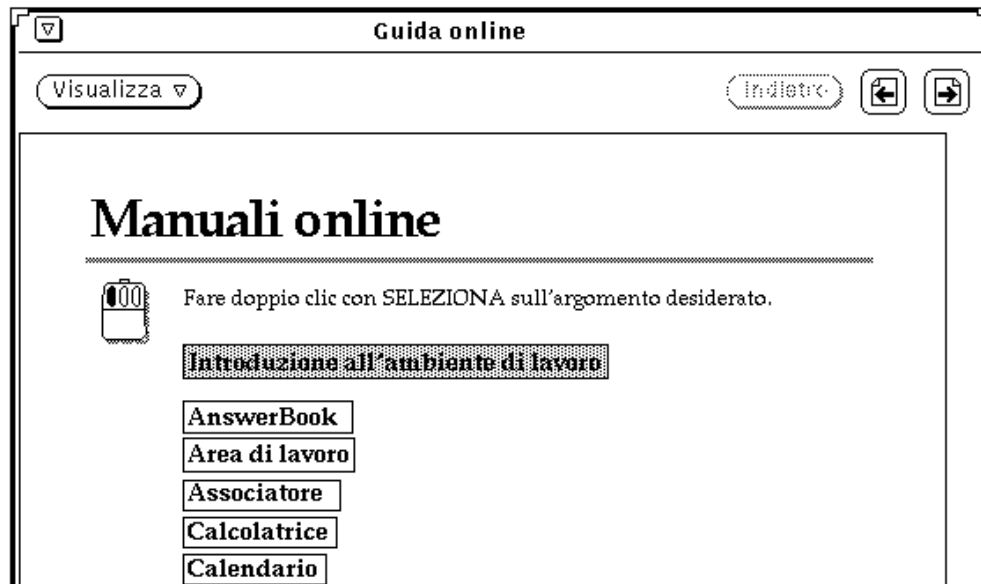 Guida online
Visualizza
Indietro
Manuali online
Fare doppio clic con SELEZIONA sull'argomento desiderato.
Introduzione all'ambiente di lavoro
AnswerBook
Area di lavoro
Associatore
Calcolatrice
Calendario